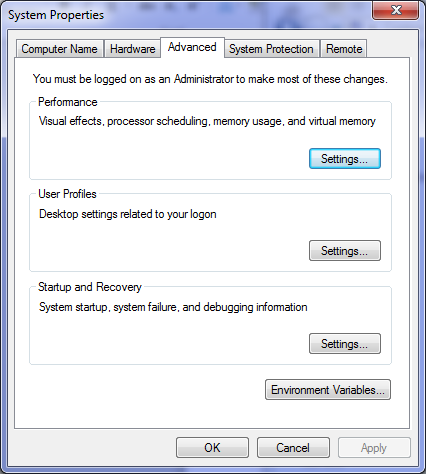 System Properties
Computer Name Hardware Advanced System Protection Remote
You must be logged on as an Administrator to make most of these changes.
Performance
Visual effects, processor scheduling, memory usage, and virtual memory
Settings...
User Profiles
Desktop settings related to your logon
Settings...
Startup and Recovery
System startup, system failure, and debugging information
Settings...
Environment Variables...
OK Cancel Apply